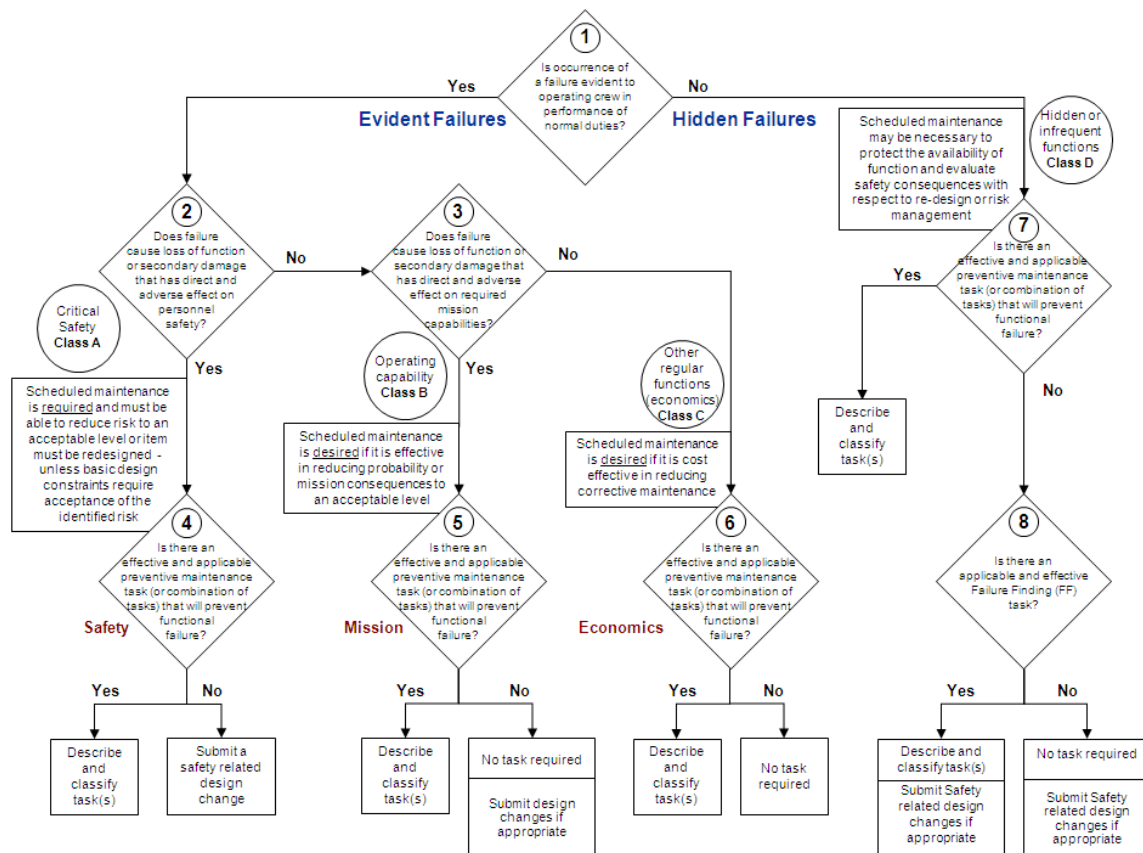 1
Is occurrence of
a failure evident to
operating crew in
performance of
normal duties?
Yes
No
Evident Failures
Hidden Failures
Scheduled maintenance
may be necessary to
protect the availability of
function and evaluate
safety consequences with
respect to re-design or risk
management
Hidden or
infrequent
functions
Class D
2
Does failure
cause loss of function
or secondary damage
that has direct and
adverse effect on
personnel
safety?
No
3
Does failure
cause loss of function or
secondary damage that
has direct and adverse
effect on required
mission
capabilities?
No
7
Is there an
effective and applicable
preventive maintenance
task (or combination of
tasks) that will prevent
functional
failure?
Yes
No
Critical
Safety
Class A
Yes
Operating
capability
Class B
Yes
Other
regular
functions
(economics)
Class C
Describe
and
classify
task(s)
Scheduled maintenance
is required and must be
able to reduce risk to an
acceptable level or item
must be redesigned -
unless basic design
constraints require
acceptance of the
identified risk
Scheduled maintenance
is desired if it is effective
in reducing probability or
mission consequences to
an acceptable level
Scheduled maintenance
is desired if it is cost
effective in reducing
corrective maintenance
4
Is there an
effective and applicable
preventive maintenance
task (or combination of
tasks) that will prevent
functional
failure?
Safety
5
Is there an
effective and applicable
preventive maintenance
task (or combination of
tasks) that will prevent
functional
failure?
Mission
6
Is there an
effective and applicable
preventive maintenance
task (or combination of
tasks) that will prevent
functional
failure?
Economics
8
Is there an
applicable and effective
Failure Finding (FF)
task?
Yes
No
Yes
No
Yes
No
Yes
No
Describe
and
classify
task(s)
Submit a
safety related
design
change
Describe
and
classify
task(s)
No task required
Submit design
changes if
appropriate
Describe
and
classify
task(s)
No task
required
Describe and
classify task(s)
Submit Safety
related design
changes if
appropriate
No task
required
Submit Safety
related design
changes if
appropriate